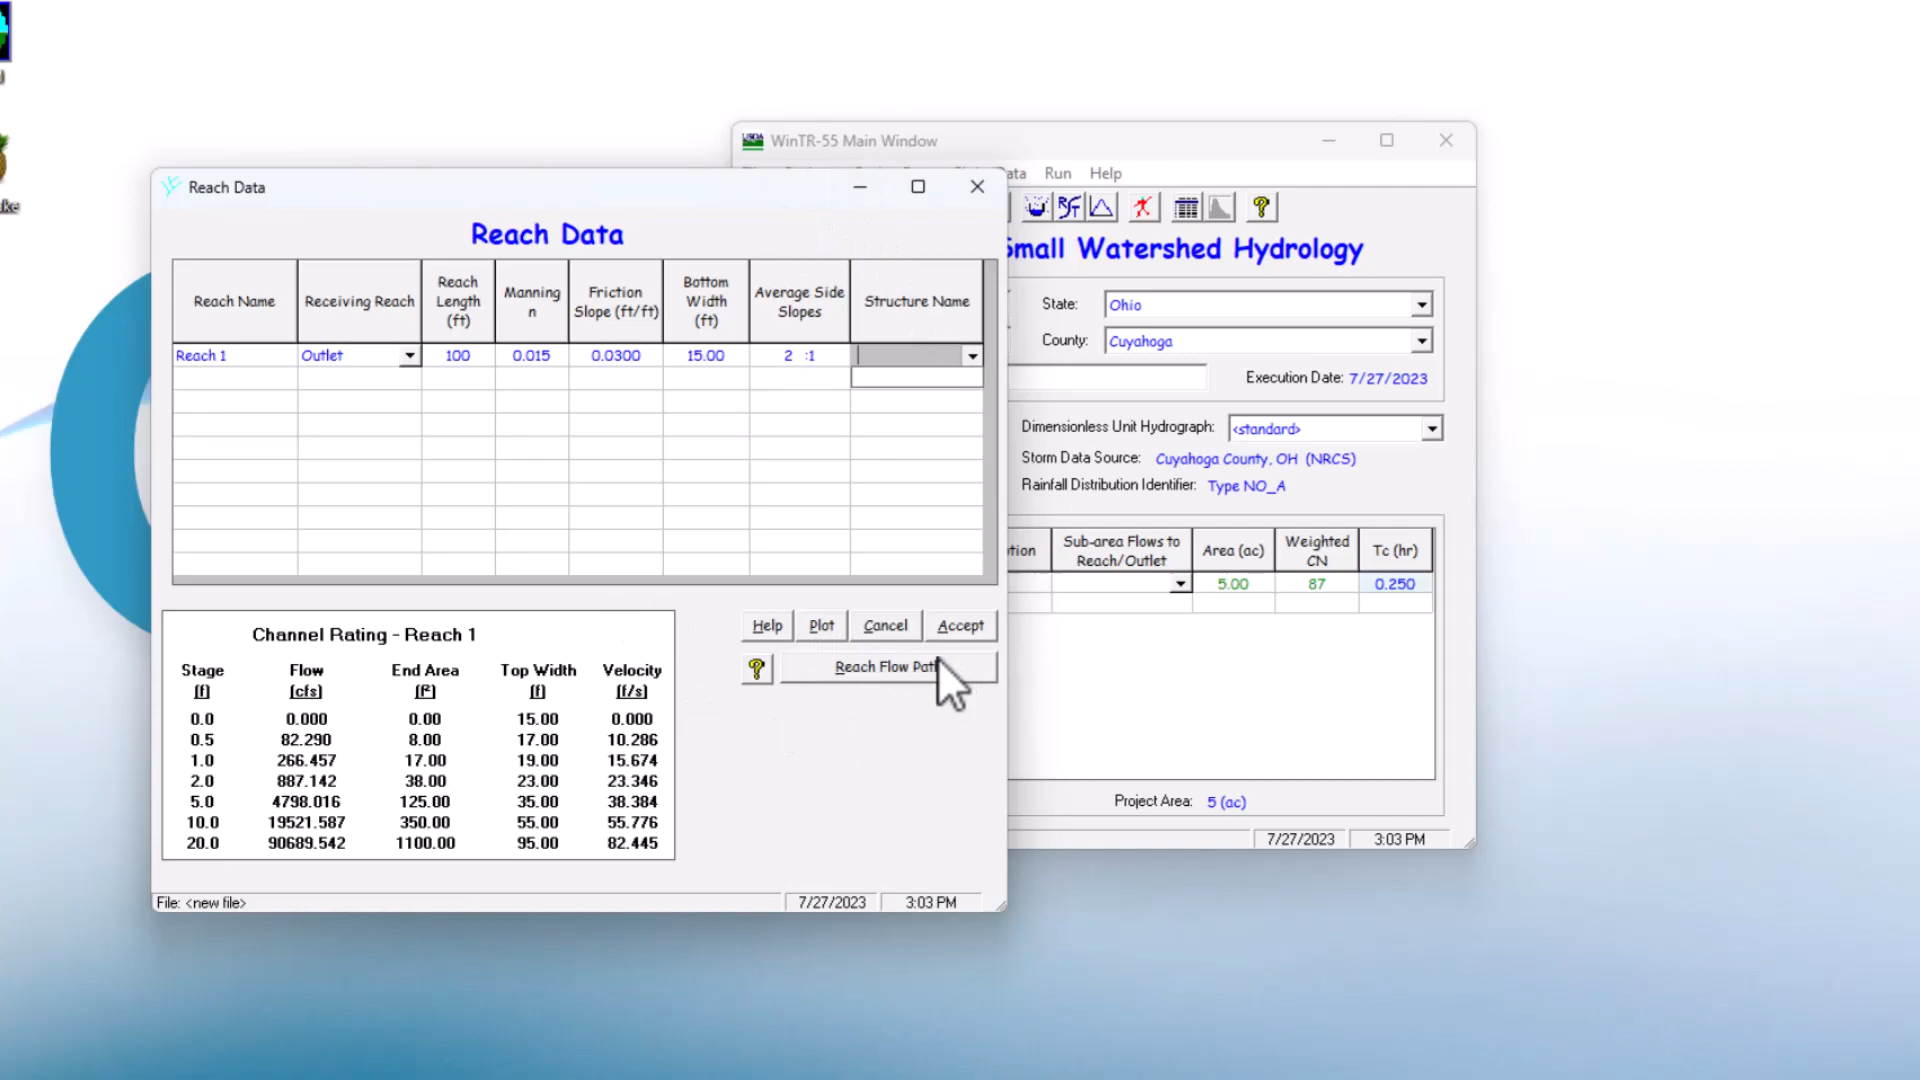 WinTR-55 Main Window
Reach Data
ata Run Help
Reach Data
Small Watershed Hydrology
Reach Name
Receiving Reach
Reach Length (ft)
Manning n
Friction Slope (ft/ft)
Bottom Width (ft)
Average Side Slopes
Structure Name
Reach 1 Outlet 100 0.015 0.0300 15.00 2 :1
State: Ohio
County: Cuyahoga
Execution Date: 7/27/2023
Dimensionless Unit Hydrograph: <standard>
Storm Data Source: Cuyahoga County, OH (NRCS)
Rainfall Distribution Identifier: Type NO_A
tion
Sub-area Flows to Reach/Outlet
Area (ac)
Weighted CN
Tc (hr)
5.00 87 0.250
Project Area: 5 (ac)
7/27/2023 3:03 PM
Help Plot Cancel Accept
? Reach Flow Pat
Channel Rating - Reach 1
Stage Flow End Area Top Width Velocity
(f) (cfs) (f²) (f) (f/s)
0.0 0.000 0.00 15.00 0.000
0.5 82.290 8.00 17.00 10.286
1.0 266.457 17.00 19.00 15.674
2.0 887.142 38.00 23.00 23.346
5.0 4798.016 125.00 35.00 38.384
10.0 19521.587 350.00 55.00 55.776
20.0 90689.542 1100.00 95.00 82.445
File: <new file> 7/27/2023 3:03 PM
ke